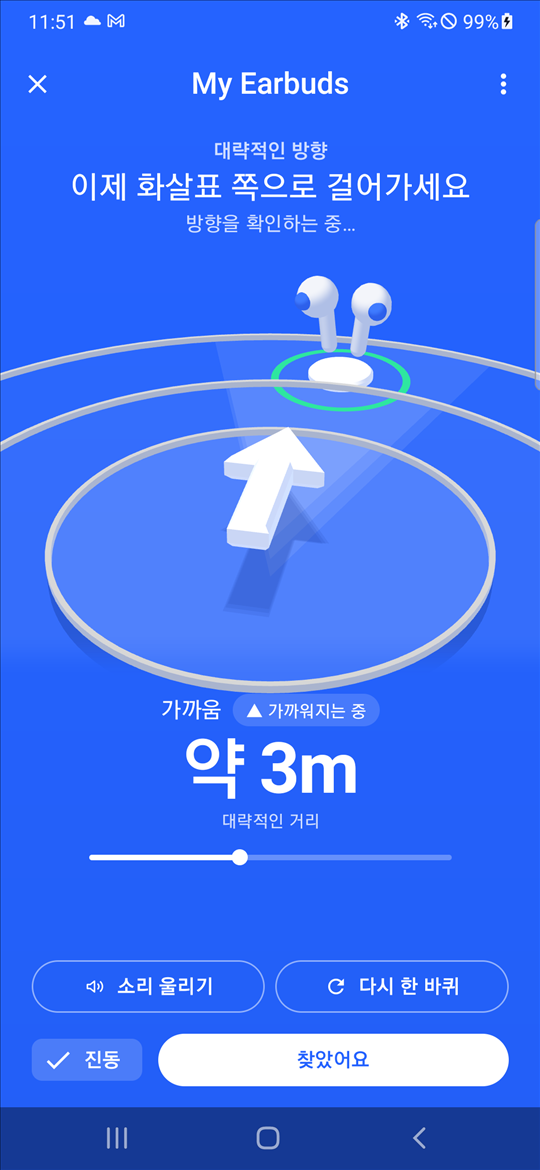 11:51
99%
My Earbuds
대략적인 방향
이제 화살표 쪽으로 걸어가세요
방향을 확인하는 중...
가까움
가까워지는 중
약 3m
대략적인 거리
소리 울리기
다시 한 바퀴
진동
찾았어요